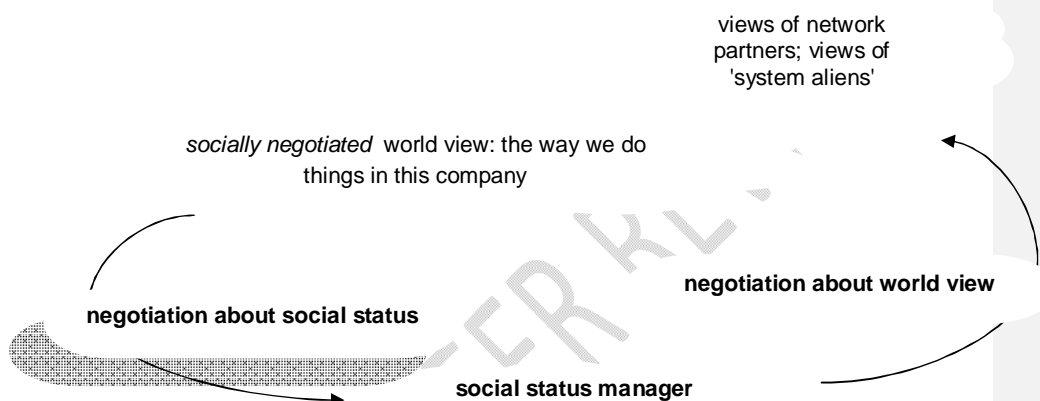 views of network
partners; views of
'system aliens'
socially negotiated world view: the way we do
things in this company
negotiation about world view
negotiation about social status
social status manager